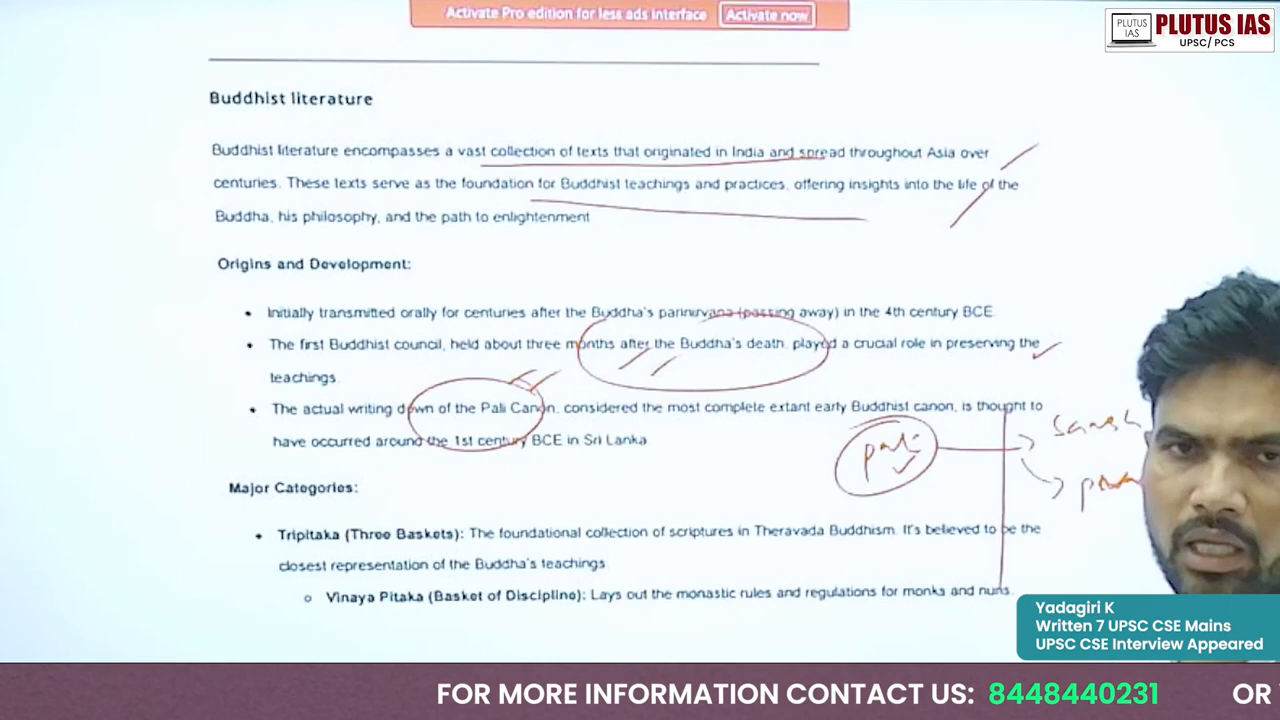 Activate Pro edition for less ads interface Activate now
PLUTUS IAS PLUTUS IAS
UPSC/ PCS
Buddhist literature
Buddhist literature encompasses a vast collection of texts that originated in India and spread throughout Asia over
centuries. These texts serve as the foundation for Buddhist teachings and practices, offering insights into the life of the
Buddha, his philosophy, and the path to enlightenment
Origins and Development:
• Initially transmitted orally for centuries after the Buddha's parinirvana (passing away) in the 4th century BCE.
• The first Buddhist council, held about three months after the Buddha's death, played a crucial role in preserving the
teachings.
• The actual writing down of the Pali Canon, considered the most complete extant early Buddhist canon, is thought to
have occurred around the 1st century BCE in Sri Lanka
pali
Major Categories:
• Tripitaka (Three Baskets): The foundational collection of scriptures in Theravada Buddhism. It's believed to be the
closest representation of the Buddha's teachings
o Vinaya Pitaka (Basket of Discipline): Lays out the monastic rules and regulations for monks and nuns.
Yadagiri K
Written 7 UPSC CSE Mains
UPSC CSE Interview Appeared
FOR MORE INFORMATION CONTACT US: 8448440231 OR